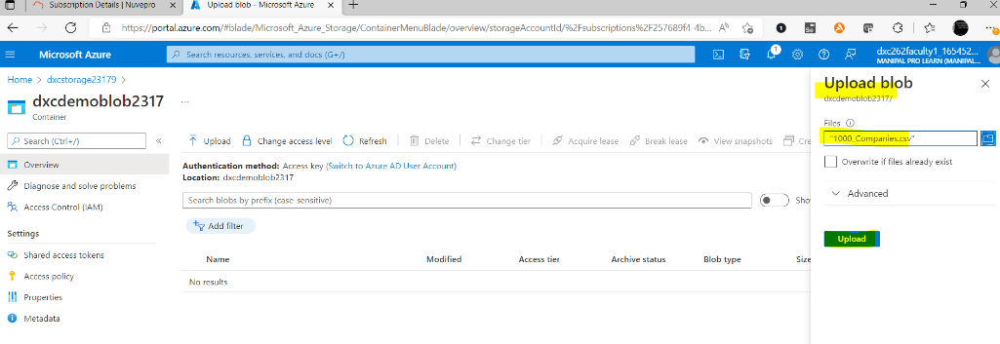 Subscription Details | Nuvepro
Upload blob - Microsoft Azure
https://portal.azure.com/#blade/Microsoft_Azure_Storage/ContainerMenuBlade/overview/storageAccountId/%2Fsubscriptions%2F257689f4-4b...
Microsoft Azure
Search resources, services, and docs (G+/)
1
dxc262faculty1_165452...
MANIPAL PRO LEARN (MANIPAL...
Home > dxcstorage23179 >
dxcdemoblob2317 ...
Container
Search (Ctrl+/)
Overview
Diagnose and solve problems
Access Control (IAM)
Settings
Shared access tokens
Access policy
Properties
Metadata
Upload Change access level Refresh Delete Change tier Acquire lease Break lease View snapshots Cre
Authentication method: Access key (Switch to Azure AD User Account)
Location: dxcdemoblob2317
Search blobs by prefix (case-sensitive)
Sho
Add filter
Name Modified Access tier Archive status Blob type Size
No results
Upload blob
dxcdemoblob2317/
Files
"1000_Companies.csv"
Overwrite if files already exist
Advanced
Upload